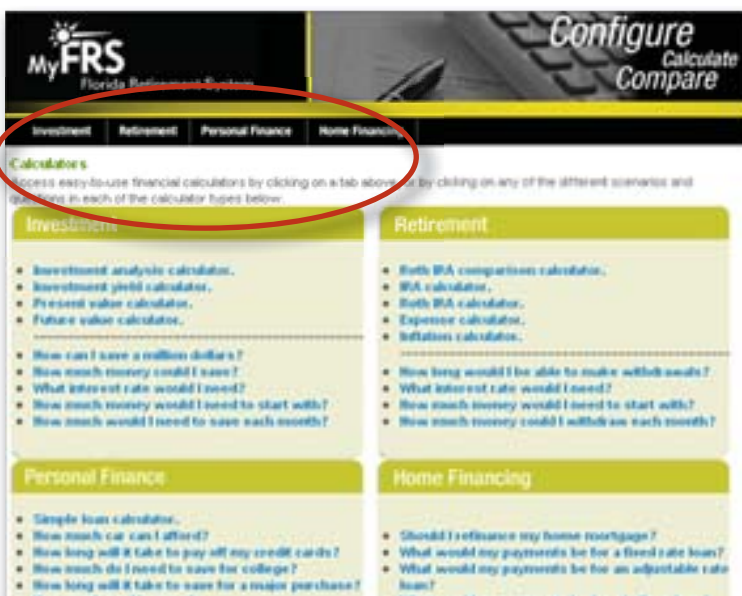 MyFRS
Florida Retirement System
Configure
Calculate
Compare
Investment Retirement Personal Finance Home Financing
Calculators
Access easy-to-use financial calculators by clicking on a tab above or by clicking on any of the different scenarios and
questions in each of the calculator types below.
Investment
Investment analysis calculator.
Investment yield calculator.
Present value calculator.
Future value calculator.
How can I save a million dollars?
How much money could I save?
What interest rate would I need?
How much money would I need to start with?
How much would I need to save each month?
Retirement
Roth IRA comparison calculator.
IRA calculator.
Roth IRA calculator.
Expense calculator.
Inflation calculator.
How long would I be able to make withdrawals?
What interest rate would I need?
How much money would I need to start with?
How much money could I withdraw each month?
Personal Finance
Simple loan calculator.
How much car can I afford?
How long will it take to pay off my credit cards?
How much do I need to save for college?
How long will it take to save for a major purchase?
Home Financing
Should I refinance my home mortgage?
What would my payments be for a fixed rate loan?
What would my payments be for an adjustable rate
loan?